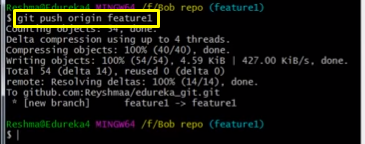 Reshma@Edureka4 MINGW64 /f/Bob repo (feature1)
$ git push origin feature1
Counting objects: 54, done.
Delta compression using up to 4 threads.
Compressing objects: 100% (40/40), done.
Writing objects: 100% (54/54), 4.59 KiB | 427.00 KiB/s, done.
Total 54 (delta 14), reused 0 (delta 0)
remote: Resolving deltas: 100% (14/14), done.
To github.com:Reyshmaa/edureka_git.git
 * [new branch]      feature1 -> feature1

Reshma@Edureka4 MINGW64 /f/Bob repo (feature1)
$